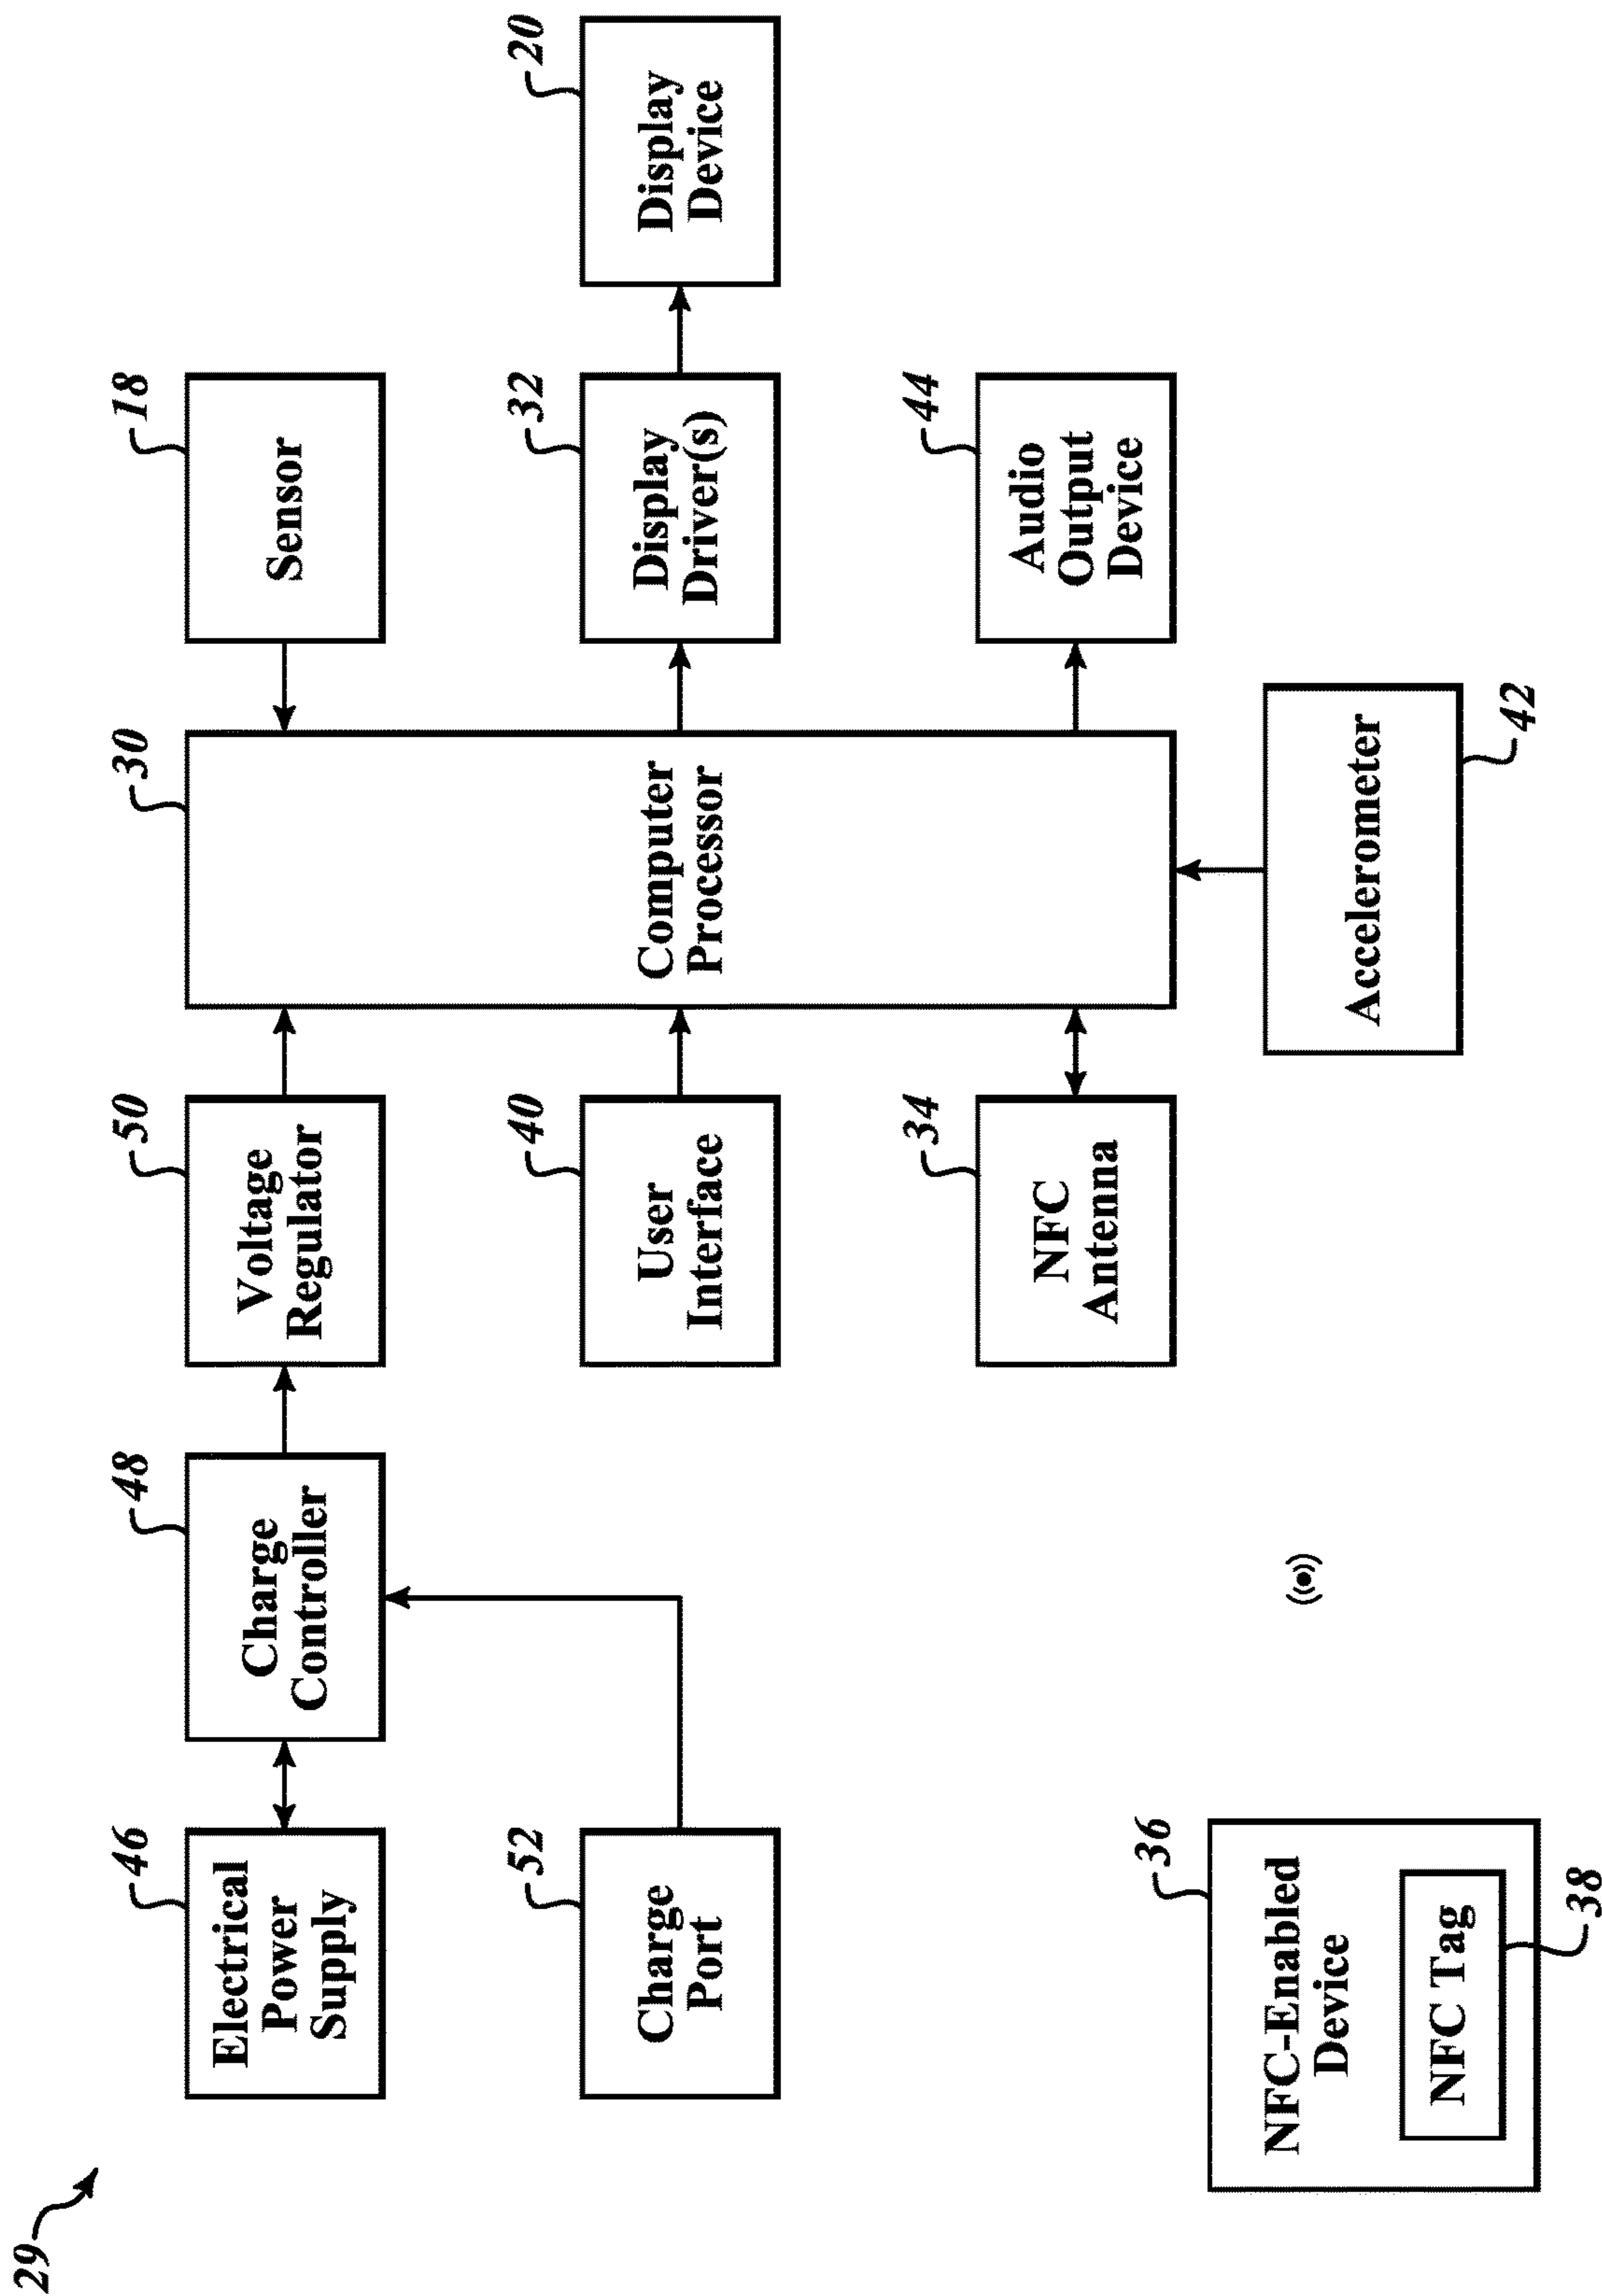 29
46
Electrical
Power
Supply
48
Charge
Controller
50
Voltage
Regulator
30
Computer
Processor
18
Sensor
52
Charge
Port
40
User
Interface
32
Display
Driver(s)
20
Display
Device
34
NFC
Antenna
44
Audio
Output
Device
36
NFC-Enabled
Device
NFC Tag
38
Accelerometer
42